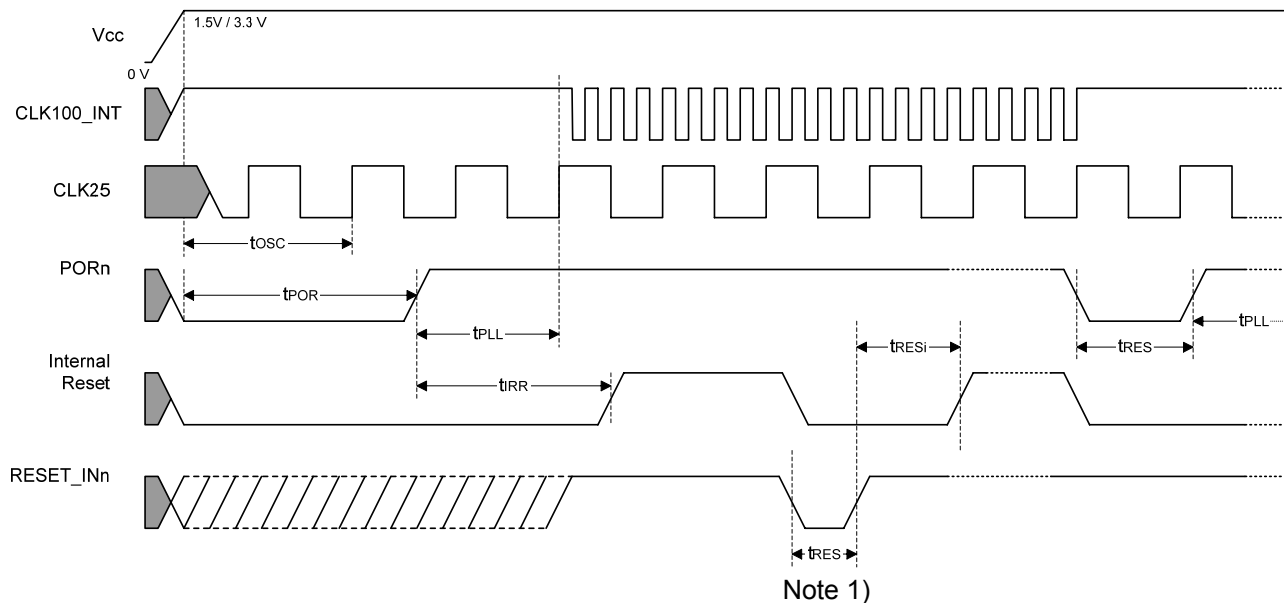 Vcc
1.5V / 3.3 V
0 V
CLK100_INT
CLK25
tOSC
PORn
tPOR
tPLL
tRESi
tRES
tPLL
Internal
Reset
tIRR
RESET_INn
tRES
Note 1)